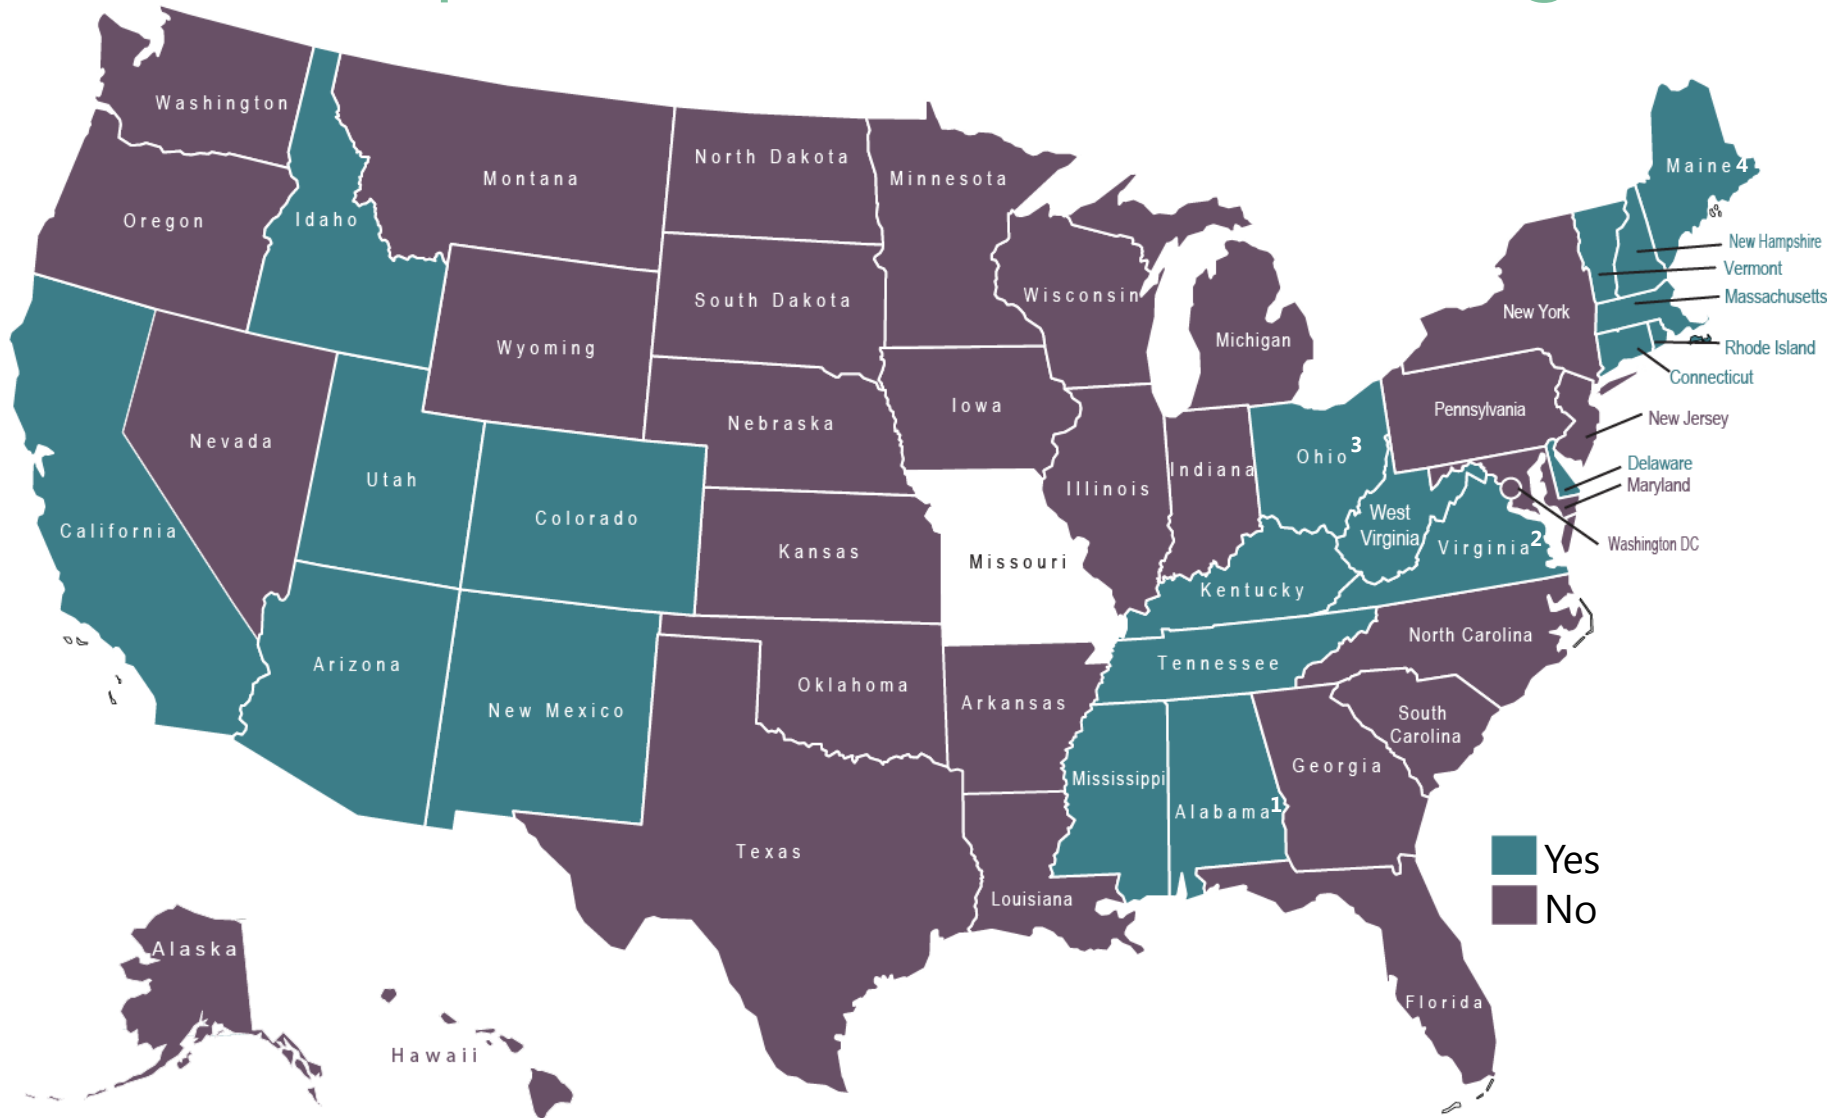 Washington
Oregon
Idaho
Montana
North Dakota
Minnesota
South Dakota
Wisconsin
Michigan
Wyoming
Nebraska
Iowa
Nevada
Utah
Colorado
California
Kansas
Missouri
Illinois
Indiana
Ohio3
Pennsylvania
New York
Maine4
New Hampshire
Vermont
Massachusetts
Rhode Island
Connecticut
New Jersey
Delaware
Maryland
Washington DC
West
Virginia
Virginia2
Kentucky
Tennessee
North Carolina
South
Carolina
Arizona
New Mexico
Oklahoma
Arkansas
Mississippi
Alabama1
Georgia
Texas
Louisiana
Florida
Alaska
Hawaii
Yes
No